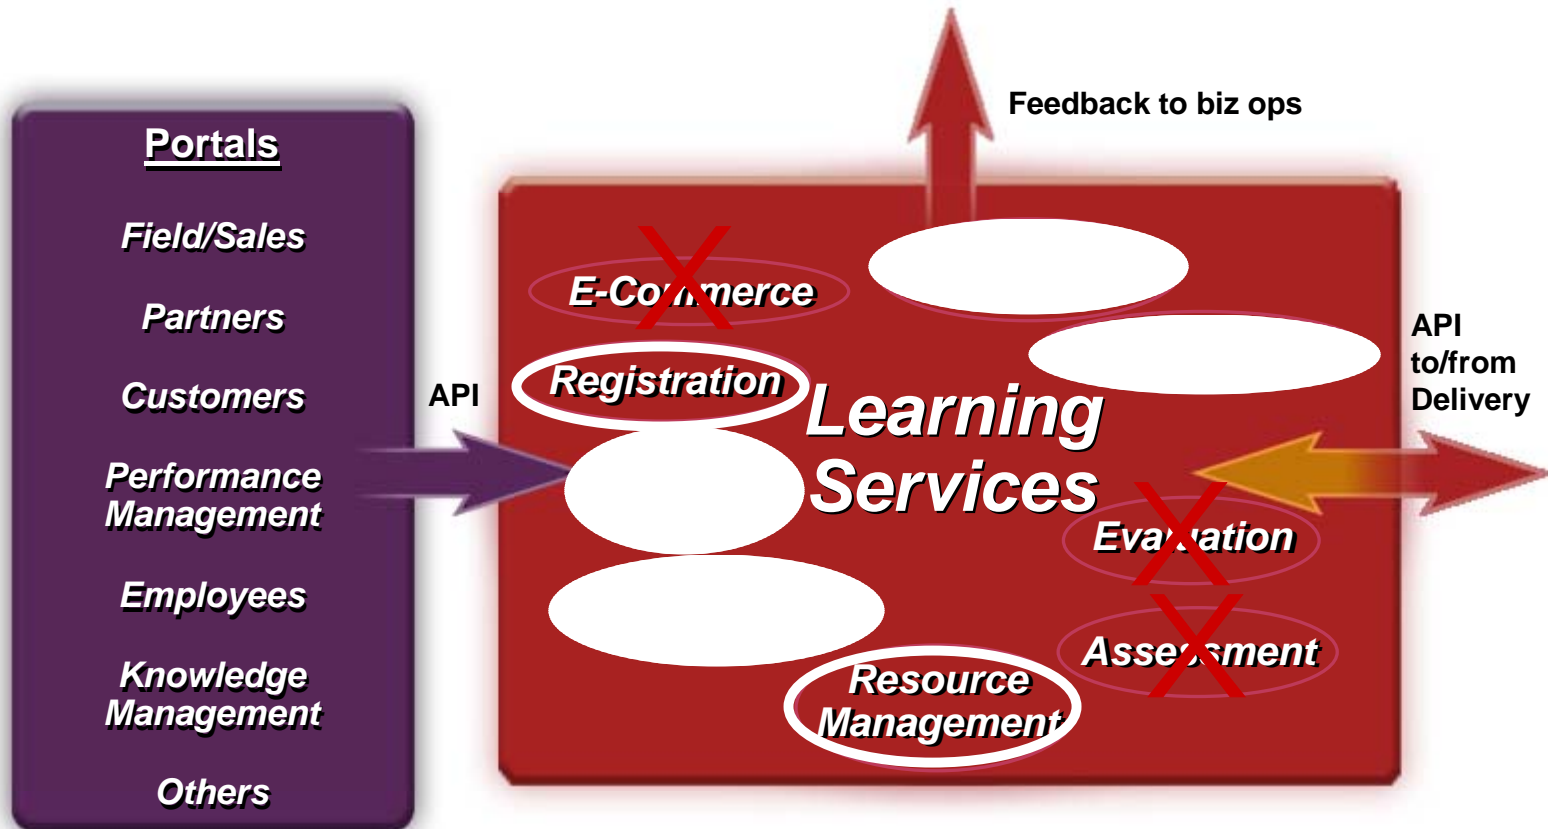 Portals
Field/Sales
Partners
Customers
Performance
Management
Employees
Knowledge
Management
Others
API
Feedback to biz ops
E-Commerce
Registration
Learning
Services
Evaluation
Assessment
Resource
Management
API
to/from
Delivery